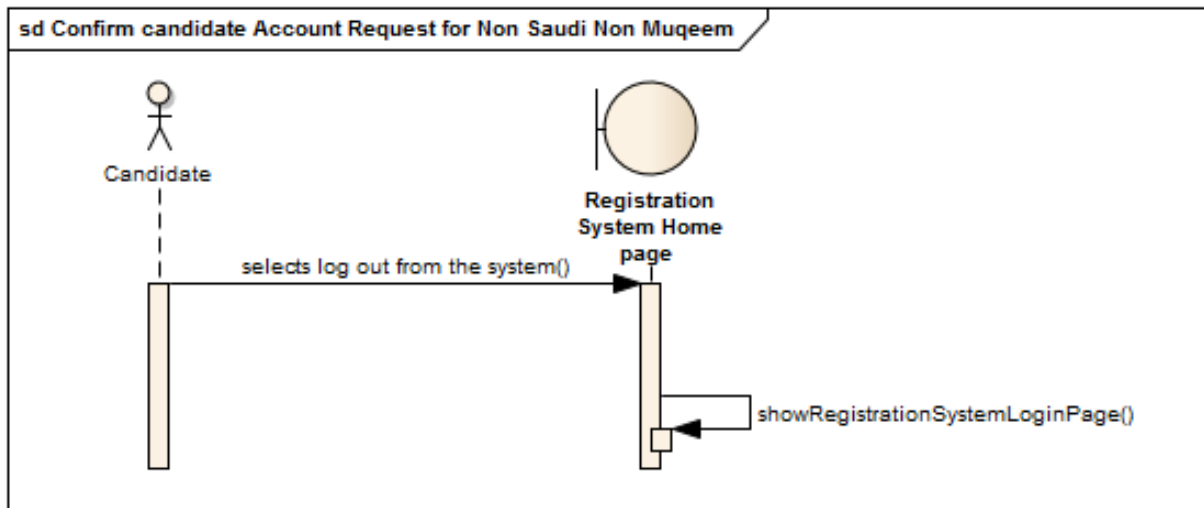 sd Confirm candidate Account Request for Non Saudi Non Muqeem
Candidate
Registration
System Home
page
selects log out from the system()
showRegistrationSystemLoginPage()